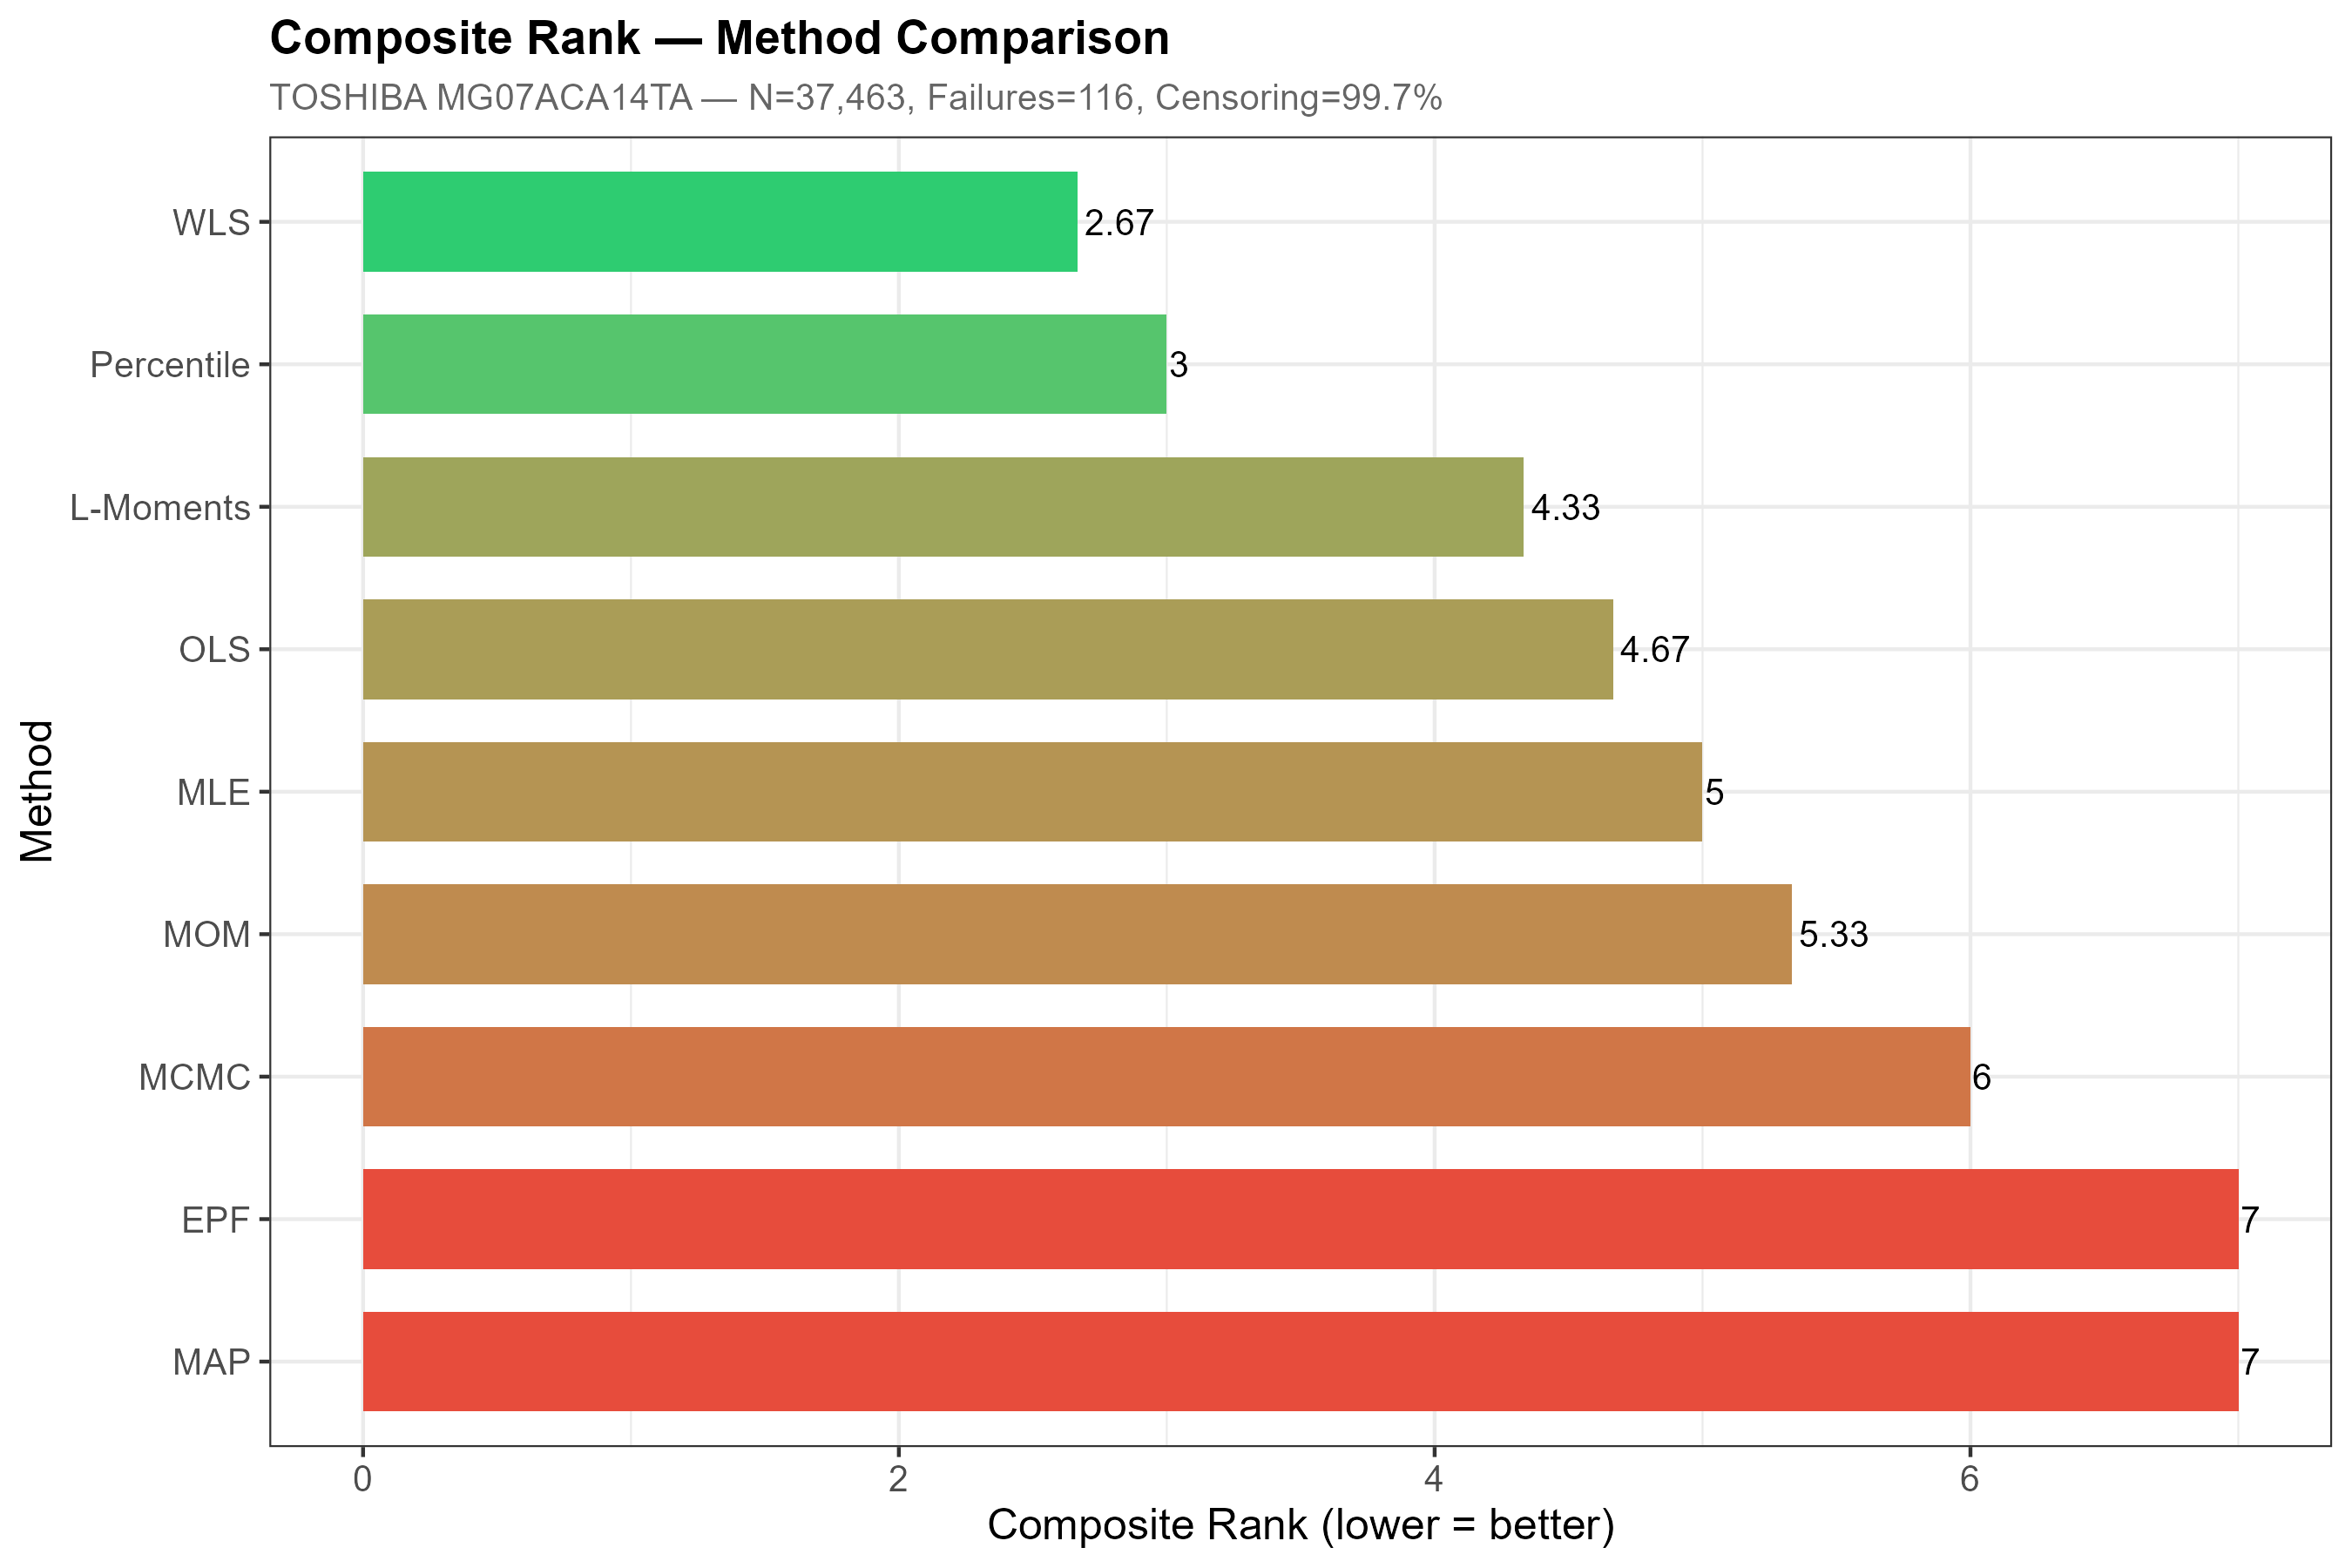 Composite Rank — Method Comparison
TOSHIBA MG07ACA14TA — N=37,463, Failures=116, Censoring=99.7%
Method
WLS
2.67
Percentile
3
L-Moments
4.33
OLS
4.67
MLE
5
MOM
5.33
MCMC
6
EPF
7
MAP
7
0 2 4 6
Composite Rank (lower = better)